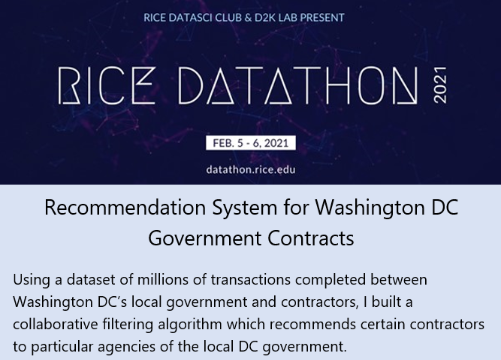 RICE DATASCI CLUB & D2K LAB PRESENT
RICE DATATHON 2021
FEB. 5 - 6, 2021
datathon.rice.edu
Recommendation System for Washington DC
Government Contracts
Using a dataset of millions of transactions completed between
Washington DC's local government and contractors, I built a
collaborative filtering algorithm which recommends certain contractors
to particular agencies of the local DC government.